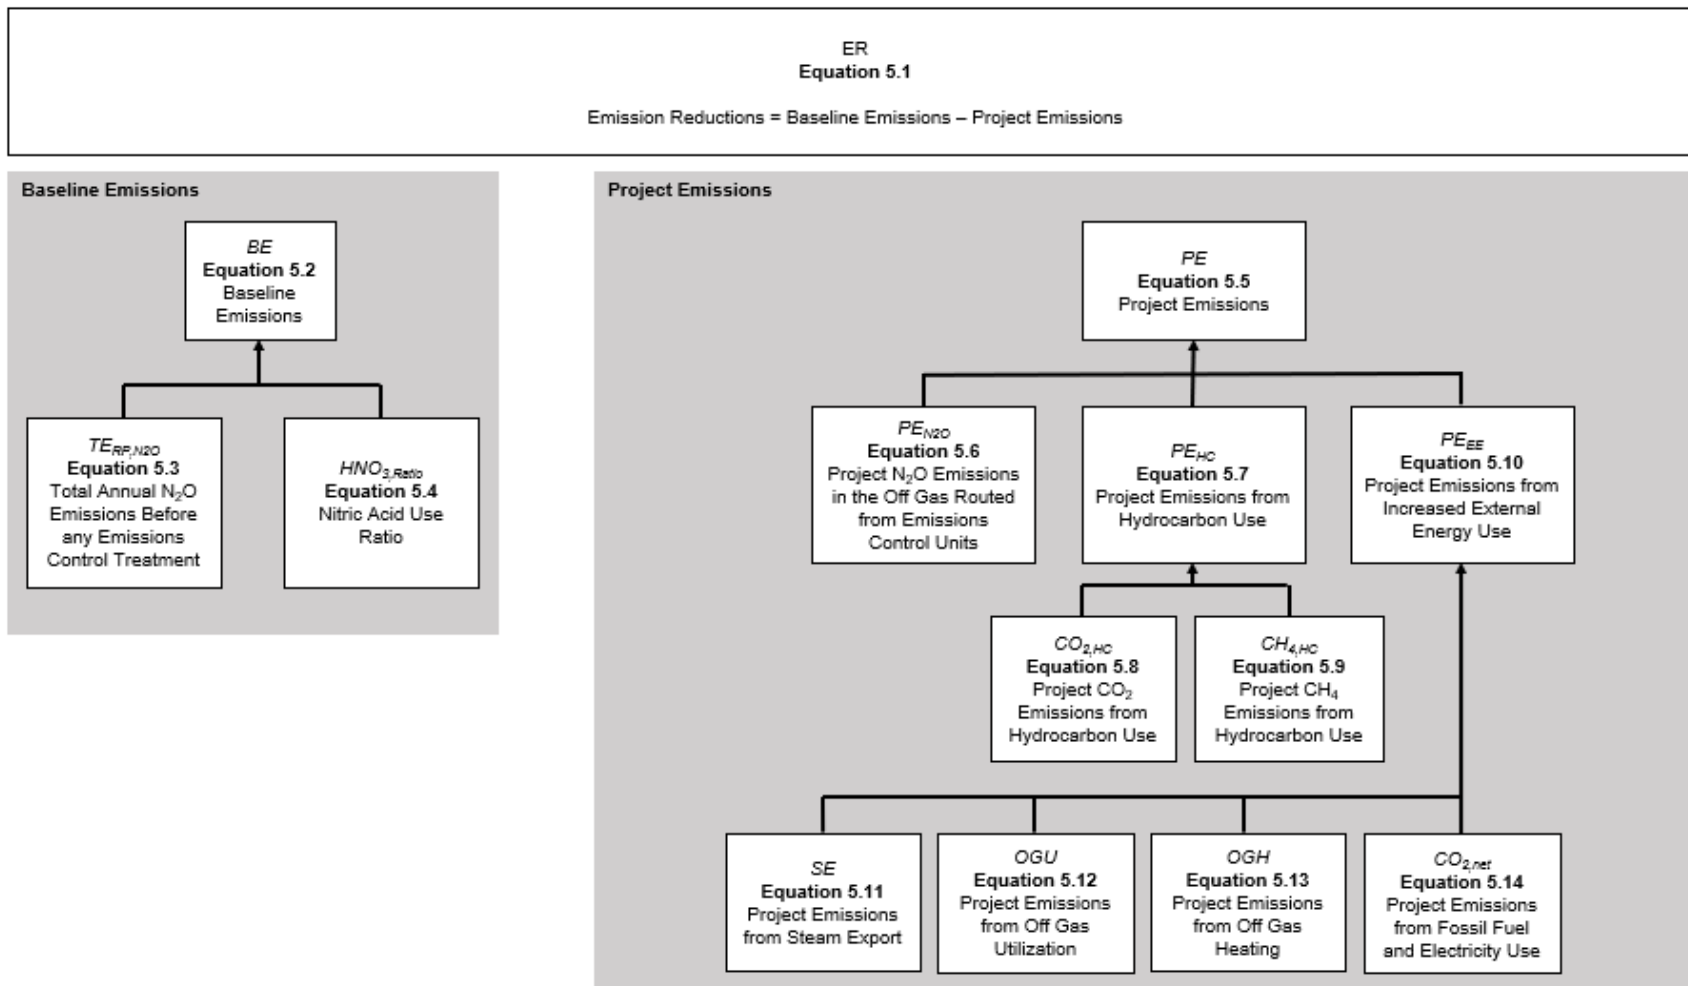 ER
Equation 5.1
Emission Reductions = Baseline Emissions – Project Emissions
Baseline Emissions
BE
Equation 5.2
Baseline
Emissions
TE_RP,N2O
Equation 5.3
Total Annual N₂O
Emissions Before
any Emissions
Control Treatment
HNO₃,Ratio
Equation 5.4
Nitric Acid Use
Ratio
Project Emissions
PE
Equation 5.5
Project Emissions
PE_N2O
Equation 5.6
Project N₂O Emissions
in the Off Gas Routed
from Emissions
Control Units
PE_HC
Equation 5.7
Project Emissions from
Hydrocarbon Use
PE_EE
Equation 5.10
Project Emissions from
Increased External
Energy Use
CO₂,HC
Equation 5.8
Project CO₂
Emissions from
Hydrocarbon Use
CH₄,HC
Equation 5.9
Project CH₄
Emissions from
Hydrocarbon Use
SE
Equation 5.11
Project Emissions
from Steam Export
OGU
Equation 5.12
Project Emissions
from Off Gas
Utilization
OGH
Equation 5.13
Project Emissions
from Off Gas
Heating
CO₂,net
Equation 5.14
Project Emissions
from Fossil Fuel
and Electricity Use